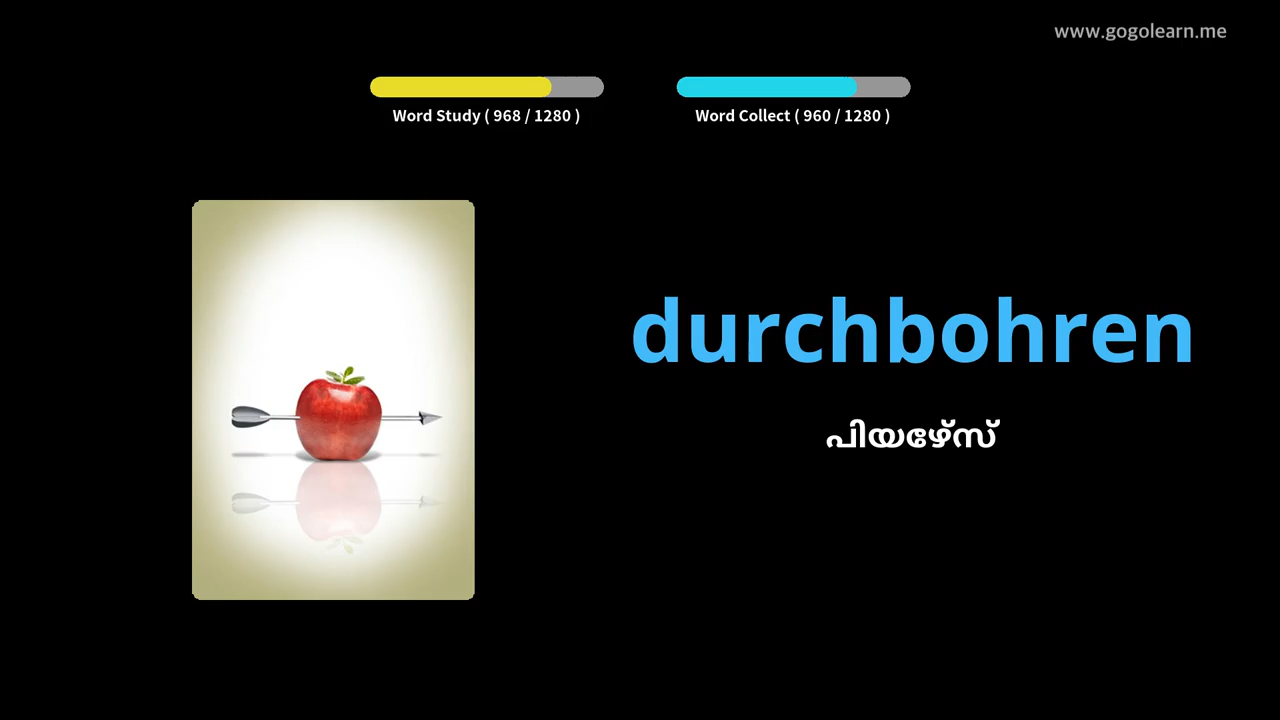 www.gogolearn.me
Word Study ( 968 / 1280 )
Word Collect ( 960 / 1280 )
durchbohren
പിയഴ്സേ്